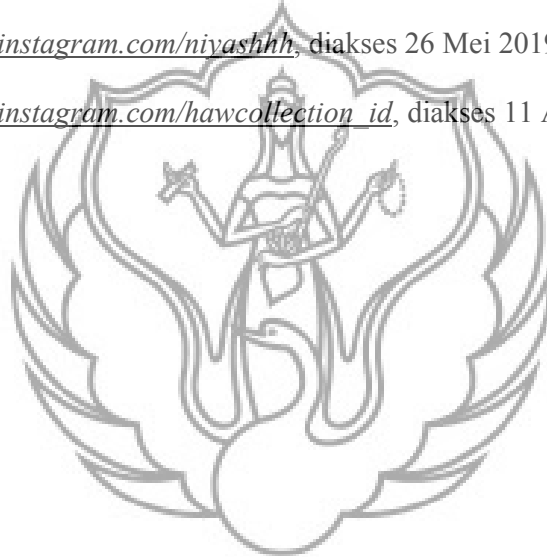 instagram.com/niyashhh, diakses 26 Mei 2019
instagram.com/hawcollection_id, diakses 11 A